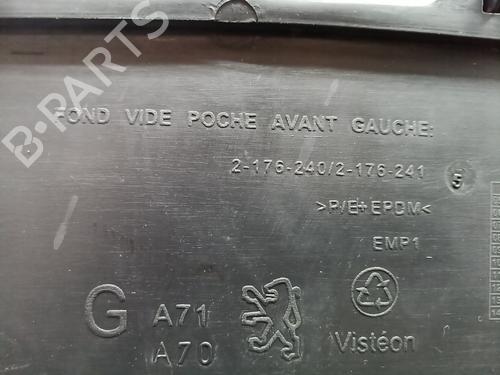 B-PARTS
FOND VIDE POCHE AVANT GAUCHE:
2-176-240/2-176-241
5
>P/E+EPDM<
EMP1
G A71
A70
Vistéon